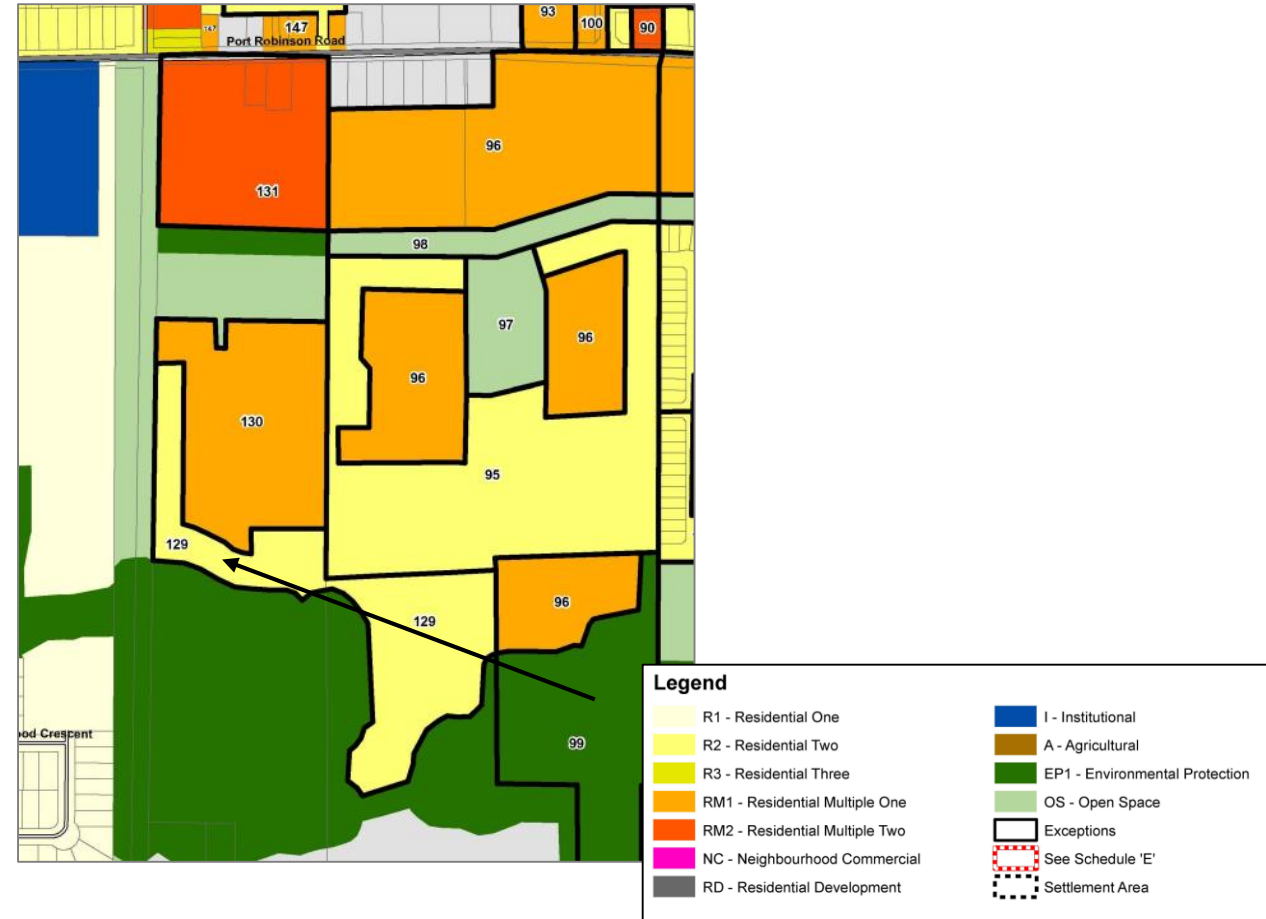 93
100
90
147
147
Port Robinson Road
96
131
98
97
96
96
130
95
129
96
129
99
ood Crescent
Legend
R1 - Residential One
R2 - Residential Two
R3 - Residential Three
RM1 - Residential Multiple One
RM2 - Residential Multiple Two
NC - Neighbourhood Commercial
RD - Residential Development
I - Institutional
A - Agricultural
EP1 - Environmental Protection
OS - Open Space
Exceptions
See Schedule 'E'
Settlement Area